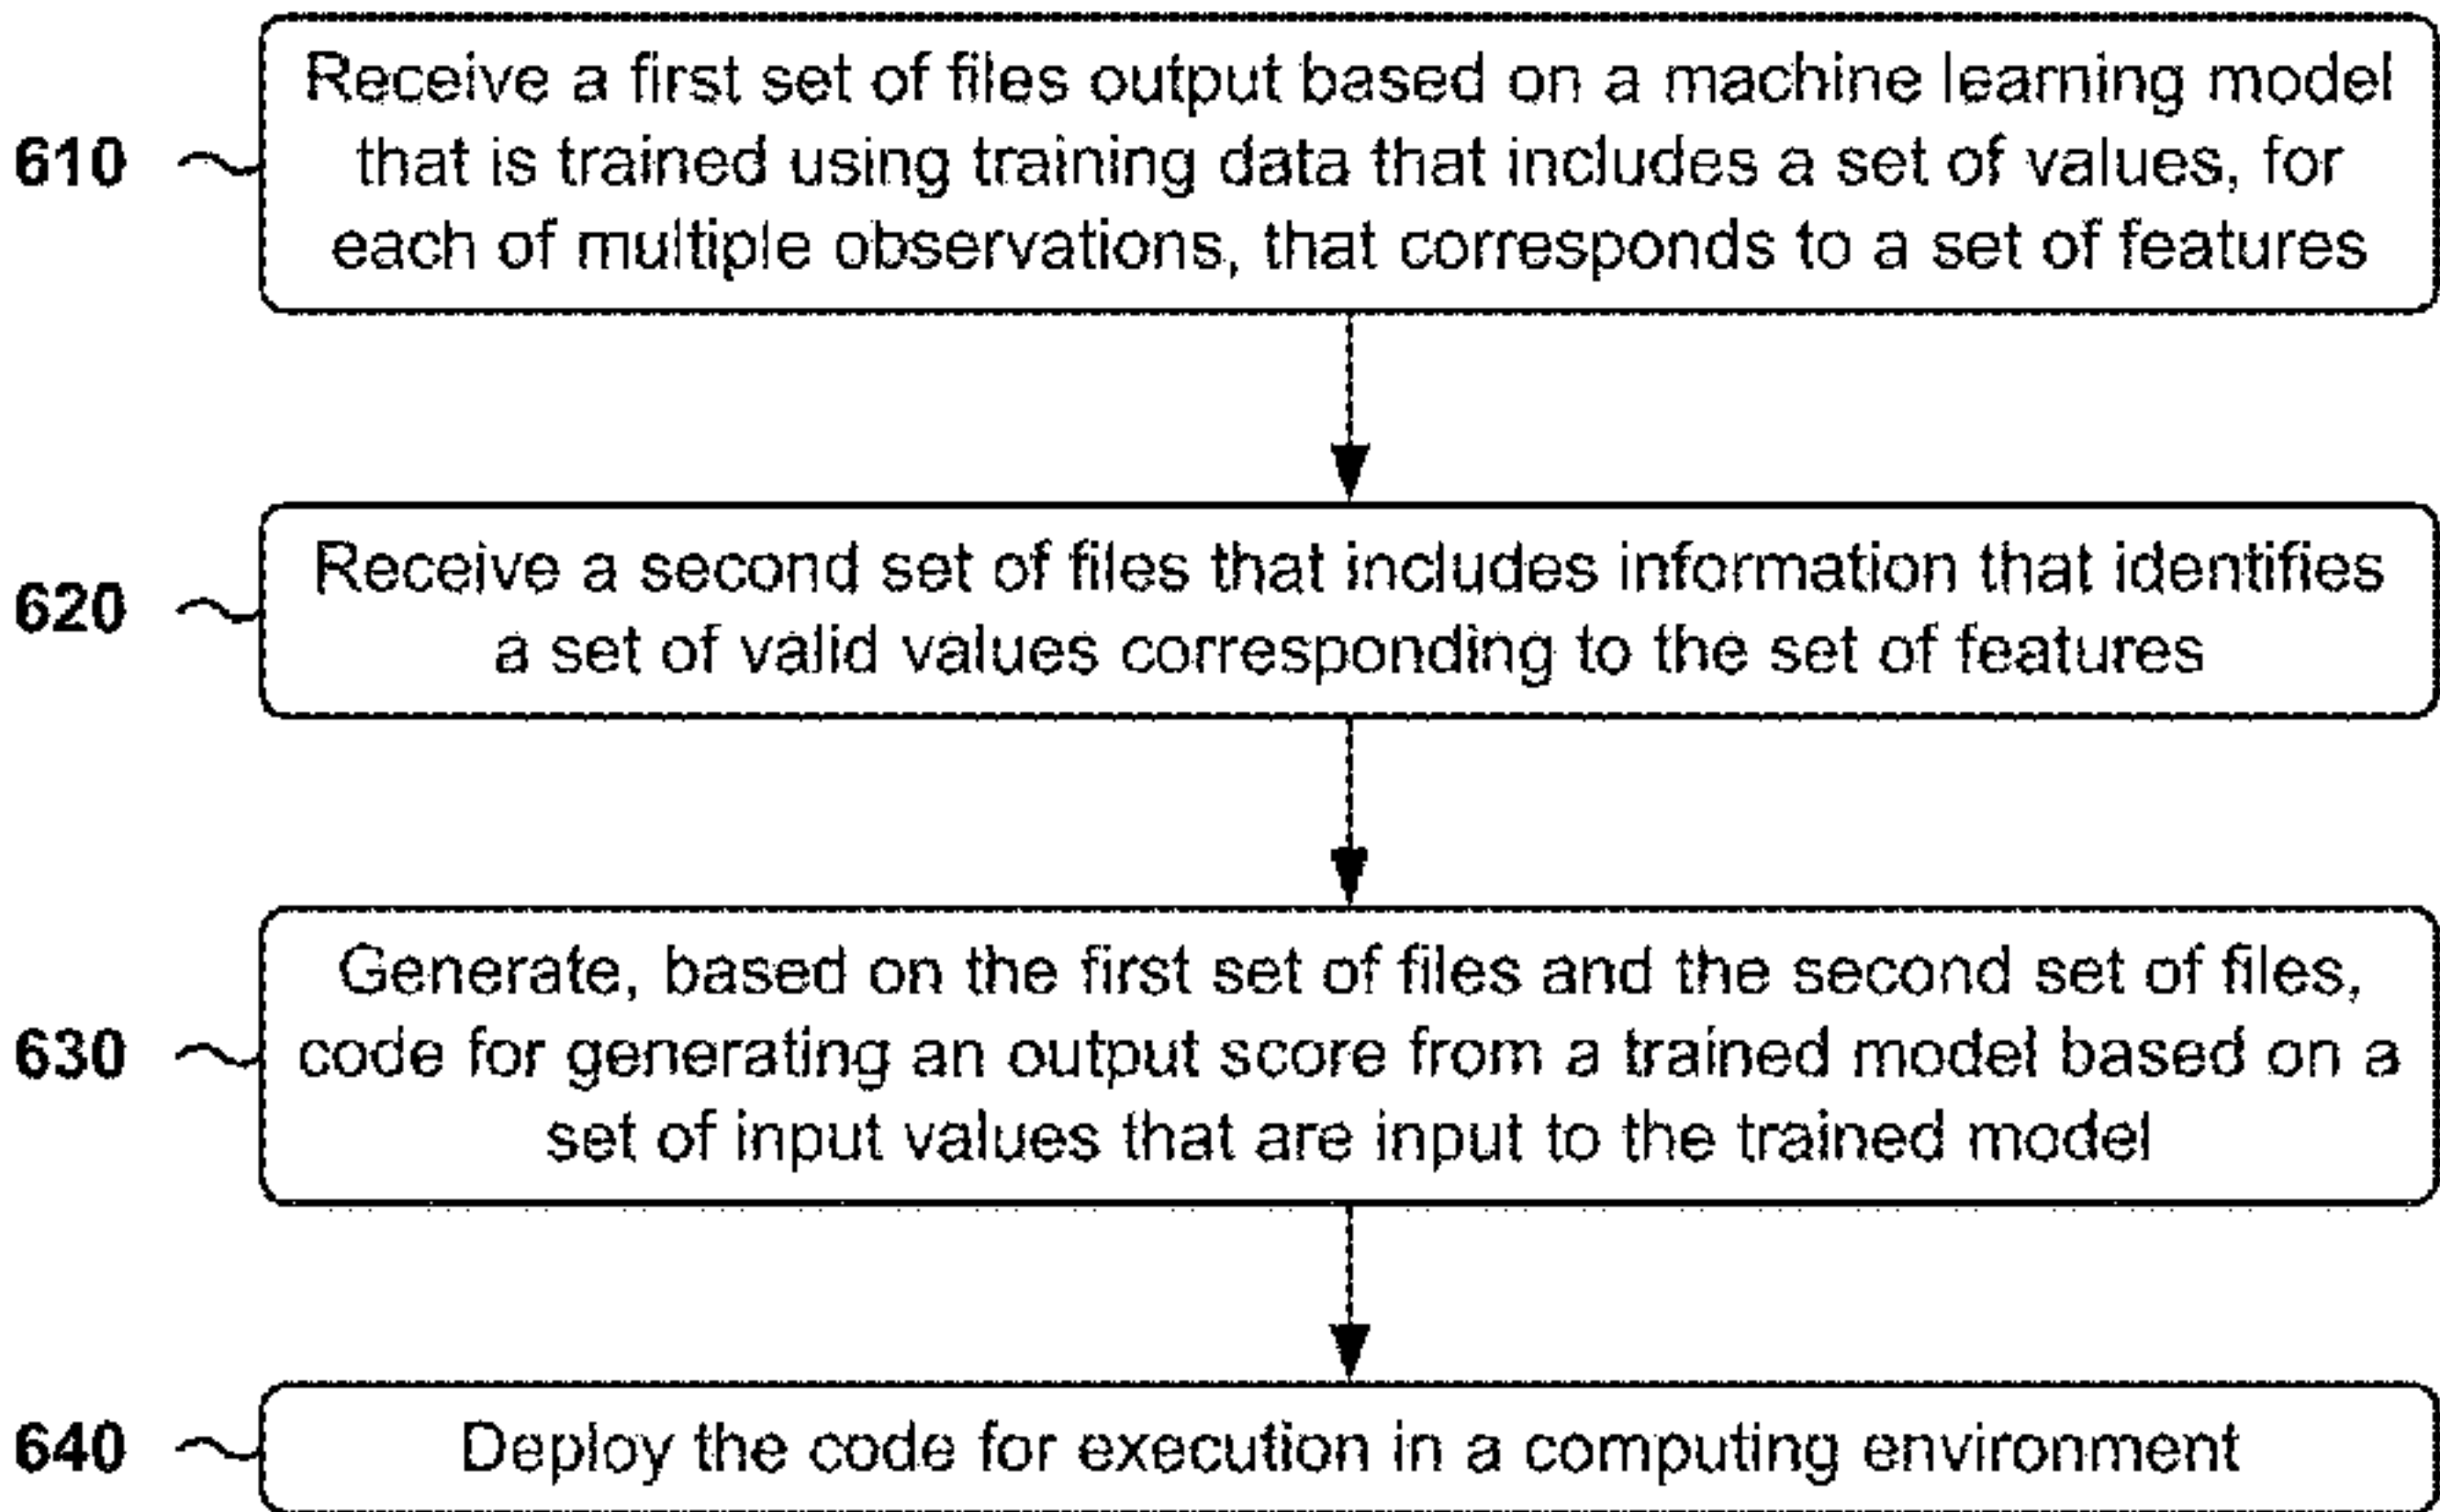 Receive a first set of files output based on a machine learning model
610
that is trained using training data that includes a set of values, for
each of multiple observations, that corresponds to a set of features
Receive a second set of files that includes information that identifies
620
a set of valid values corresponding to the set of features
Generate, based on the first set of files and the second set of files,
630
code for generating an output score from a trained model based on a
set of input values that are input to the trained model
640
Deploy the code for execution in a computing environment